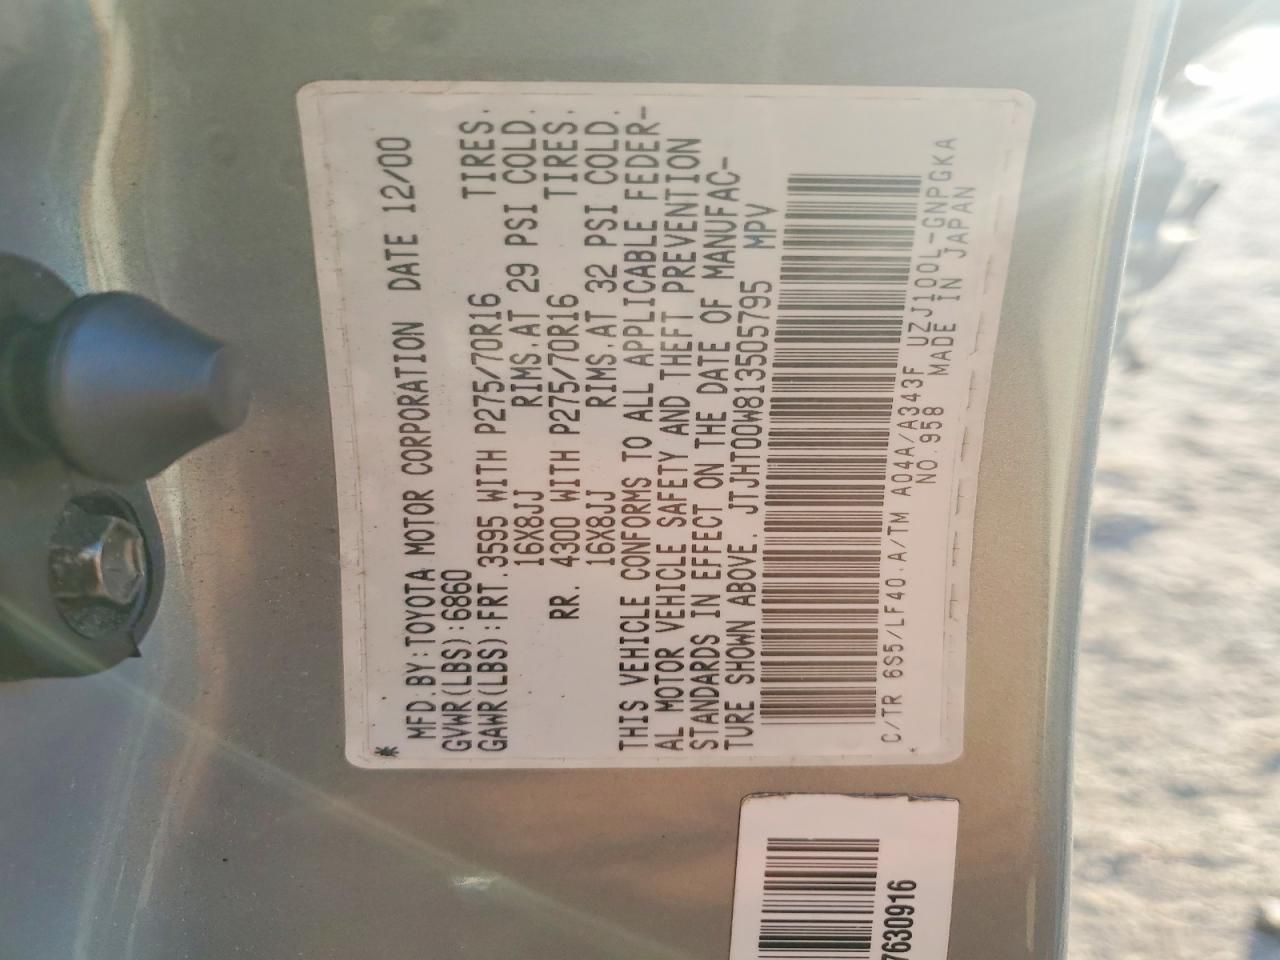 *
MFD.BY:TOYOTA MOTOR CORPORATION DATE 12/00
GVWR(LBS):6860
GAWR(LBS):FRT.3595 WITH P275/70R16 TIRES.
16X8JJ RIMS.AT 29 PSI COLD.
RR. 4300 WITH P275/70R16 TIRES.
16X8JJ RIMS.AT 32 PSI COLD.
THIS VEHICLE CONFORMS TO ALL APPLICABLE FEDER-
AL MOTOR VEHICLE SAFETY AND THEFT PREVENTION
STANDARDS IN EFFECT ON THE DATE OF MANUFAC-
TURE SHOWN ABOVE. JTJHT00W813505795 MPV
C/TR 6S5/LF40.A/TM A04A/A343F UZJ100L-GNPGKA
NO.958 MADE IN JAPAN
7630916